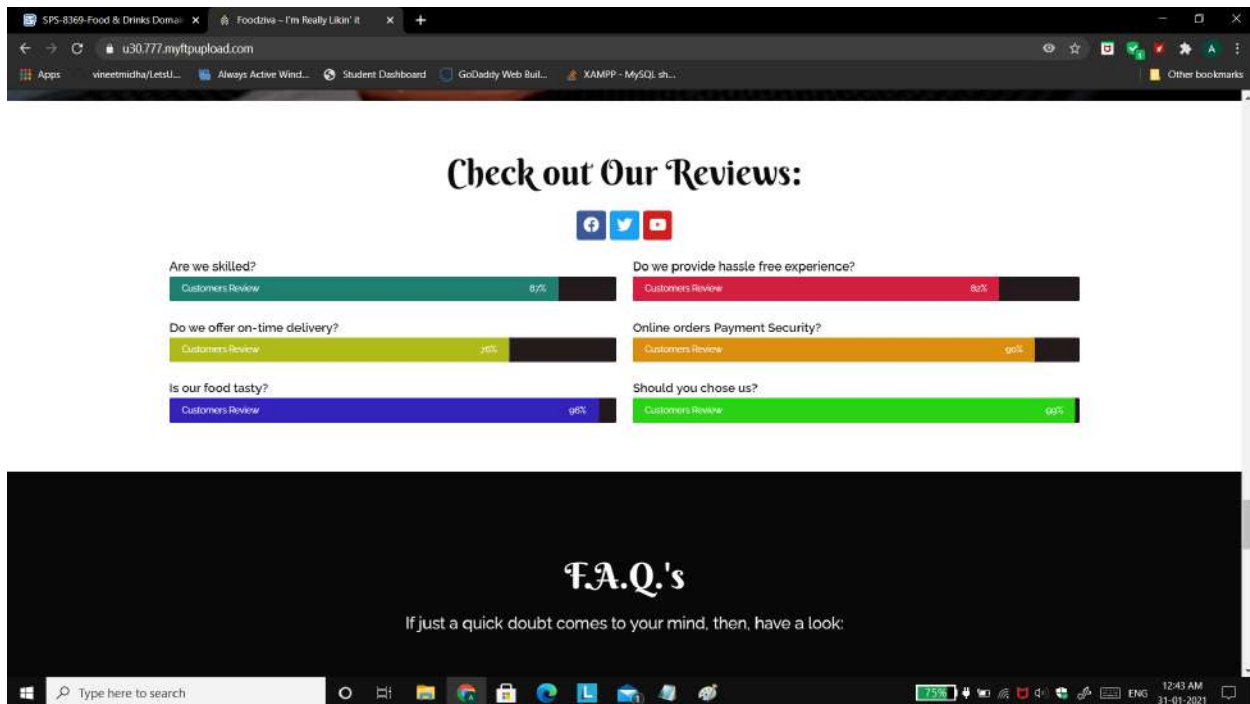 SPS-8369-Food & Drinks Domai
Foodziva – I'm Really Likin' it
u30.777.myftpupload.com
Apps
vineetmidha/LetsU...
Always Active Wind...
Student Dashboard
GoDaddy Web Buil...
XAMPP - MySQL sh...
Other bookmarks
Check out Our Reviews:
Are we skilled?
Customers Review 87%
Do we provide hassle free experience?
Customers Review 82%
Do we offer on-time delivery?
Customers Review 76%
Online orders Payment Security?
Customers Review 90%
Is our food tasty?
Customers Review 96%
Should you chose us?
Customers Review 99%
F.A.Q.'s
If just a quick doubt comes to your mind, then, have a look:
Type here to search
75%
ENG
12:43 AM
31-01-2021